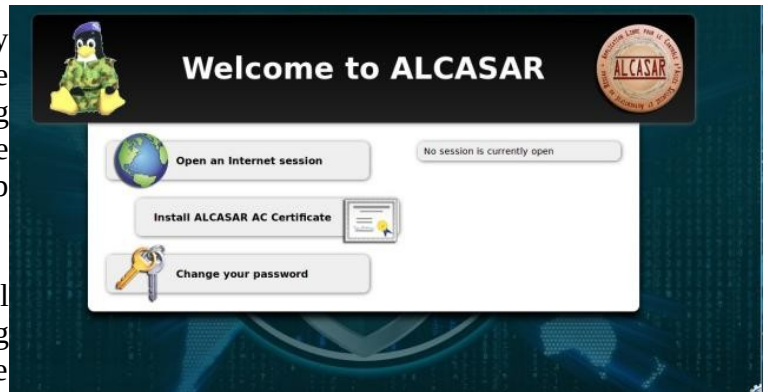 Welcome to ALCASAR
ALCASAR
Open an Internet session
No session is currently open
Install ALCASAR AC Certificate
Change your password